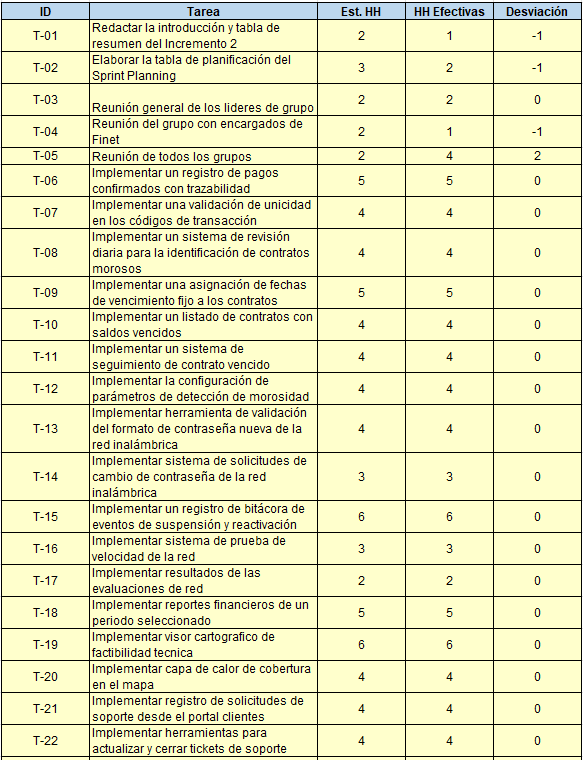 ID Tarea Est. HH HH Efectivas Desviación
T-01 Redactar la introducción y tabla de resumen del Incremento 2 2 1 -1
T-02 Elaborar la tabla de planificación del Sprint Planning 3 2 -1
T-03 Reunión general de los lideres de grupo 2 2 0
T-04 Reunión del grupo con encargados de Finet 2 1 -1
T-05 Reunión de todos los grupos 2 4 2
T-06 Implementar un registro de pagos confirmados con trazabilidad 5 5 0
T-07 Implementar una validación de unicidad en los códigos de transacción 4 4 0
T-08 Implementar un sistema de revisión diaria para la identificación de contratos morosos 4 4 0
T-09 Implementar una asignación de fechas de vencimiento fijo a los contratos 5 5 0
T-10 Implementar un listado de contratos con saldos vencidos 4 4 0
T-11 Implementar un sistema de seguimiento de contrato vencido 4 4 0
T-12 Implementar la configuración de parámetros de detección de morosidad 4 4 0
T-13 Implementar herramienta de validación del formato de contraseña nueva de la red inalámbrica 4 4 0
T-14 Implementar sistema de solicitudes de cambio de contraseña de la red inalámbrica 3 3 0
T-15 Implementar un registro de bitácora de eventos de suspensión y reactivación 6 6 0
T-16 Implementar sistema de prueba de velocidad de la red 3 3 0
T-17 Implementar resultados de las evaluaciones de red 2 2 0
T-18 Implementar reportes financieros de un periodo seleccionado 5 5 0
T-19 Implementar visor cartografico de factibilidad tecnica 6 6 0
T-20 Implementar capa de calor de cobertura en el mapa 4 4 0
T-21 Implementar registro de solicitudes de soporte desde el portal clientes 4 4 0
T-22 Implementar herramientas para actualizar y cerrar tickets de soporte 4 4 0